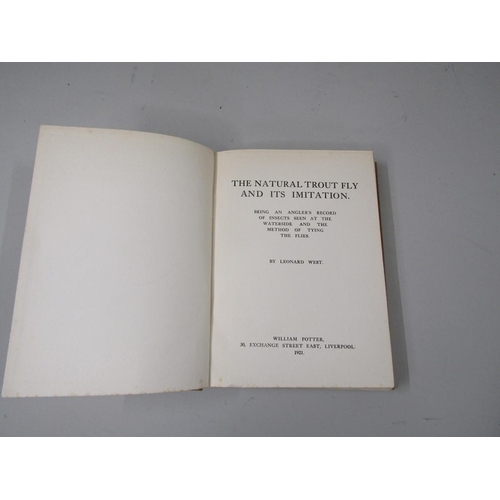 THE NATURAL TROUT FLY
AND ITS IMITATION.
BEING AN ANGLER'S RECORD
OF INSECTS SEEN AT THE
WATERSIDE AND THE
METHOD OF TYING
THE FLIES.
BY LEONARD WEST.
WILLIAM POTTER,
30, EXCHANGE STREET EAST, LIVERPOOL.
1921.